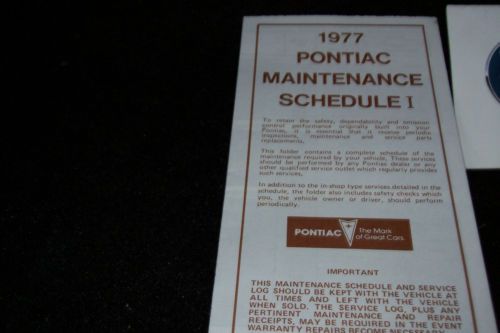 1977
PONTIAC
MAINTENANCE
SCHEDULE I
To retain the safety, dependability and emission
control performance originally built into your
Pontiac, it is essential that it receive periodic
inspections, maintenance and service parts
replacements.
This folder contains a complete schedule of the
maintenance required by your vehicle. These services
should be performed by any Pontiac dealer or any
other qualified service outlet which regularly provides
such services.
In addition to the in-shop type services detailed in the
schedule, the folder also includes safety checks which
you, the vehicle owner or driver, should perform
periodically.
PONTIAC The Mark
of Great Cars
IMPORTANT
THIS MAINTENANCE SCHEDULE AND SERVICE
LOG SHOULD BE KEPT WITH THE VEHICLE AT
ALL TIMES AND LEFT WITH THE VEHICLE
WHEN SOLD. THE SERVICE LOG, PLUS ANY
PERTINENT MAINTENANCE AND REPAIR
RECEIPTS, MAY BE REQUIRED IN THE EVENT
WARRANTY REPAIRS BECOME NECESSARY